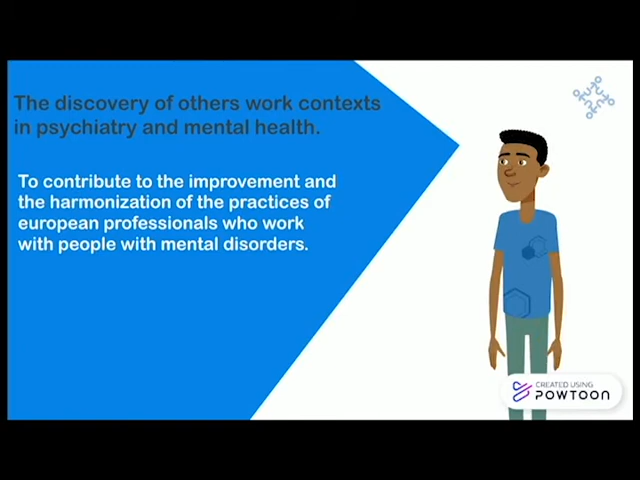 The discovery of others work contexts
in psychiatry and mental health.
To contribute to the improvement and
the harmonization of the practices of
european professionals who work
with people with mental disorders.
CREATED USING
POWTOON